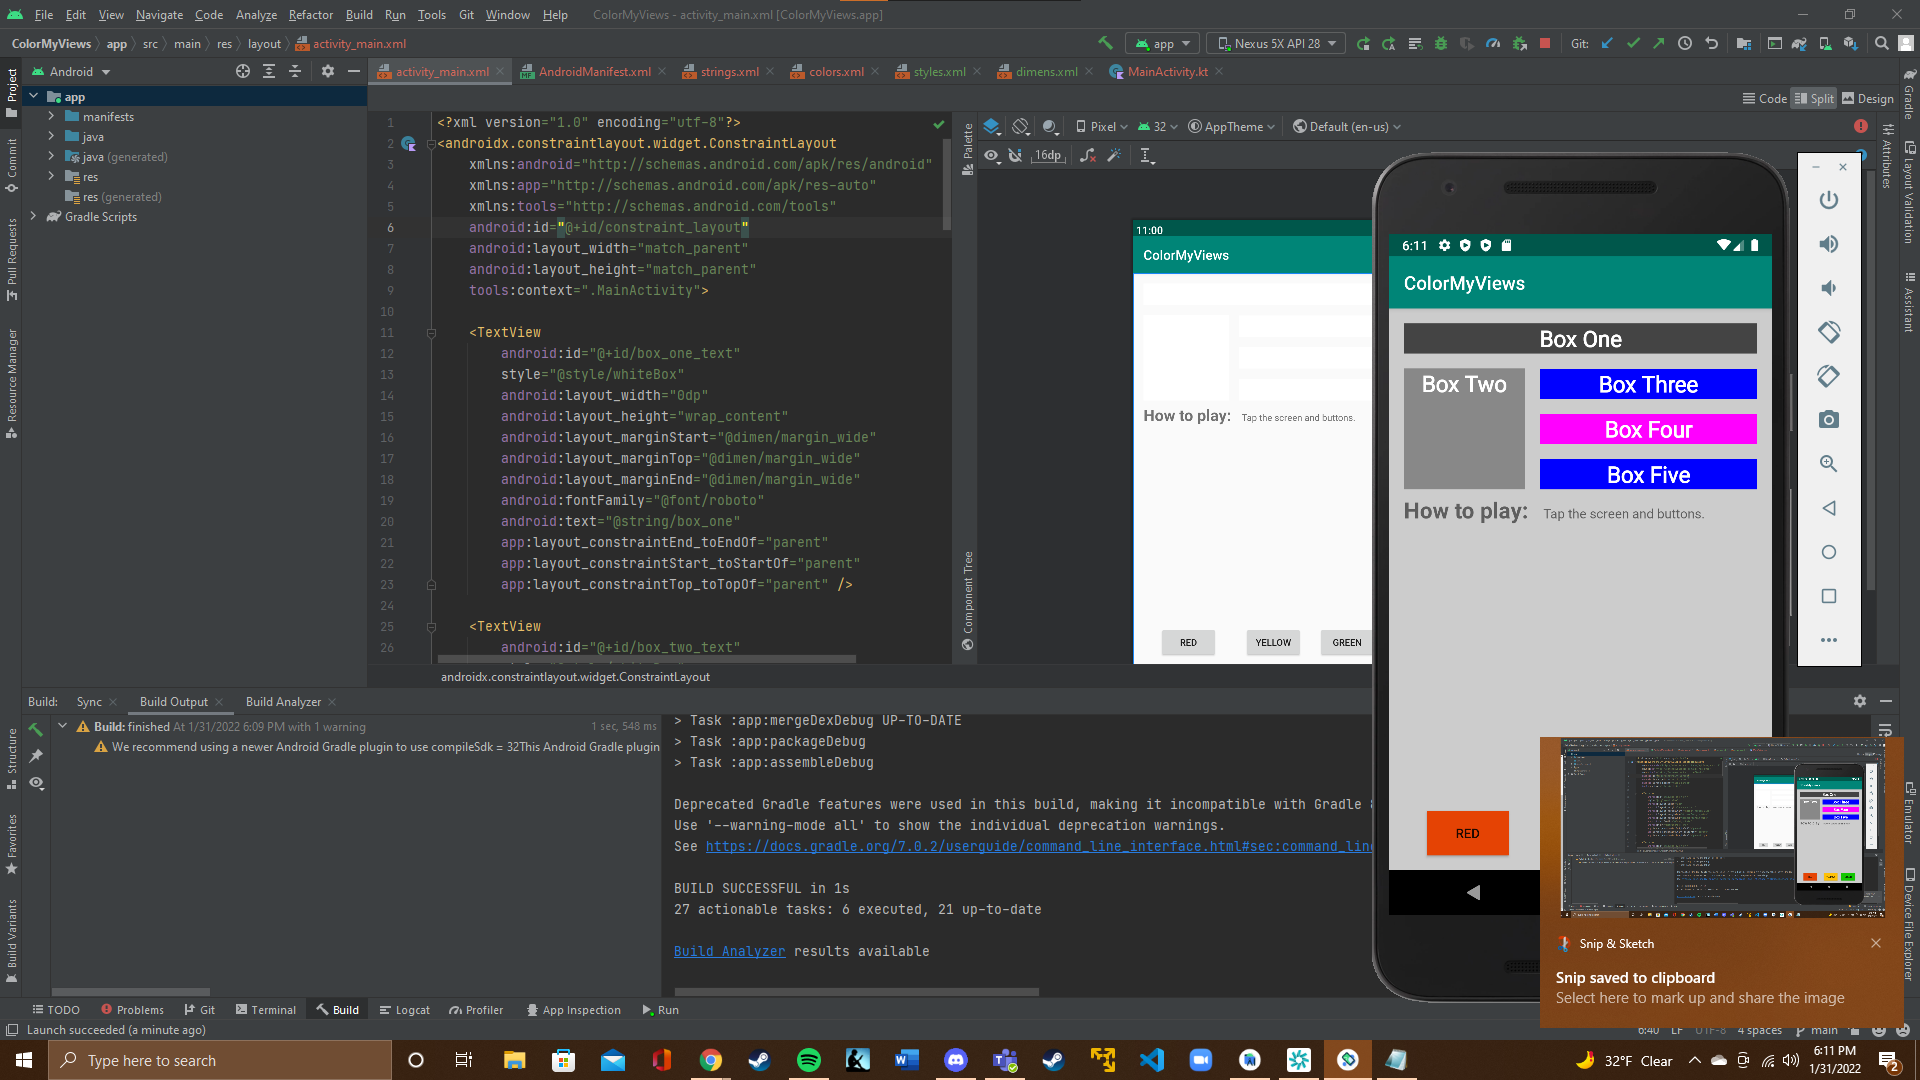 File Edit View Navigate Code Analyze Refactor Build Run Tools Git Window Help ColorMyViews - activity_main.xml [ColorMyViews.app]
ColorMyViews app src main res layout activity_main.xml
app Nexus 5X API 28 Git:
Android
activity_main.xml AndroidManifest.xml strings.xml colors.xml styles.xml dimens.xml MainActivity.kt
Code Split Design
Project
Commit
Pull Requests
Resource Manager
Structure
Favorites
Build Variants
app
manifests
java
java (generated)
res
res (generated)
Gradle Scripts
1 <?xml version="1.0" encoding="utf-8"?>
2 <androidx.constraintlayout.widget.ConstraintLayout
3 xmlns:android="http://schemas.android.com/apk/res/android"
4 xmlns:app="http://schemas.android.com/apk/res-auto"
5 xmlns:tools="http://schemas.android.com/tools"
6 android:id="@+id/constraint_layout"
7 android:layout_width="match_parent"
8 android:layout_height="match_parent"
9 tools:context=".MainActivity">
10
11 <TextView
12 android:id="@+id/box_one_text"
13 style="@style/whiteBox"
14 android:layout_width="0dp"
15 android:layout_height="wrap_content"
16 android:layout_marginStart="@dimen/margin_wide"
17 android:layout_marginTop="@dimen/margin_wide"
18 android:layout_marginEnd="@dimen/margin_wide"
19 android:fontFamily="@font/roboto"
20 android:text="@string/box_one"
21 app:layout_constraintEnd_toEndOf="parent"
22 app:layout_constraintStart_toStartOf="parent"
23 app:layout_constraintTop_toTopOf="parent" />
24
25 <TextView
26 android:id="@+id/box_two_text"
androidx.constraintlayout.widget.ConstraintLayout
Palette
Component Tree
Pixel 32 AppTheme Default (en-us)
16dp
11:00
ColorMyViews
How to play: Tap the screen and buttons.
RED YELLOW GREEN
6:11
ColorMyViews
Box One
Box Two
Box Three
Box Four
Box Five
How to play: Tap the screen and buttons.
RED
Gradle
Attributes
Layout Validation
Assistant
Emulator
Device File Explorer
Build: Sync Build Output Build Analyzer
Build: finished At 1/31/2022 6:09 PM with 1 warning 1 sec, 548 ms
We recommend using a newer Android Gradle plugin to use compileSdk = 32This Android Gradle plugin
> Task :app:mergeDexDebug UP-TO-DATE
> Task :app:packageDebug
> Task :app:assembleDebug
Deprecated Gradle features were used in this build, making it incompatible with Gradle 8
Use '--warning-mode all' to show the individual deprecation warnings.
See https://docs.gradle.org/7.0.2/userguide/command_line_interface.html#sec:command_lin
BUILD SUCCESSFUL in 1s
27 actionable tasks: 6 executed, 21 up-to-date
Build Analyzer results available
Snip & Sketch
Snip saved to clipboard
Select here to mark up and share the image
TODO Problems Git Terminal Build Logcat Profiler App Inspection Run
Launch succeeded (a minute ago) 6:40 LF UTF-8 4 spaces main
Type here to search
32°F Clear
6:11 PM
1/31/2022
2